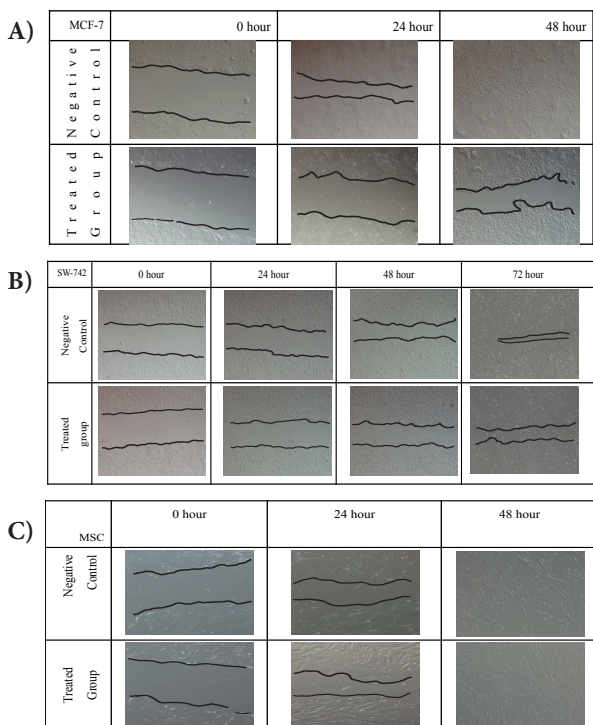 A)
MCF-7 0 hour 24 hour 48 hour
Negative
Control
Treated
Group
B)
SW-742 0 hour 24 hour 48 hour 72 hour
Negative
Control
Treated
group
C)
0 hour 24 hour 48 hour
MSC
Negative
Control
Treated
Group